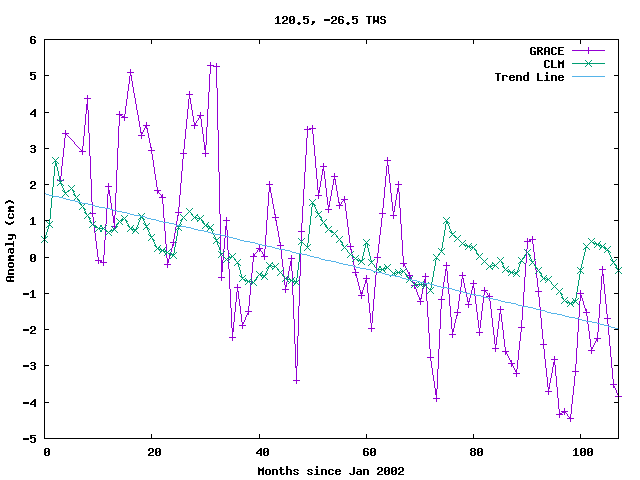 120.5, -26.5 TWS
GRACE
CLM
Trend Line
6
5
4
3
2
1
0
-1
-2
-3
-4
-5
Anomaly (cm)
0 20 40 60 80 100
Months since Jan 2002